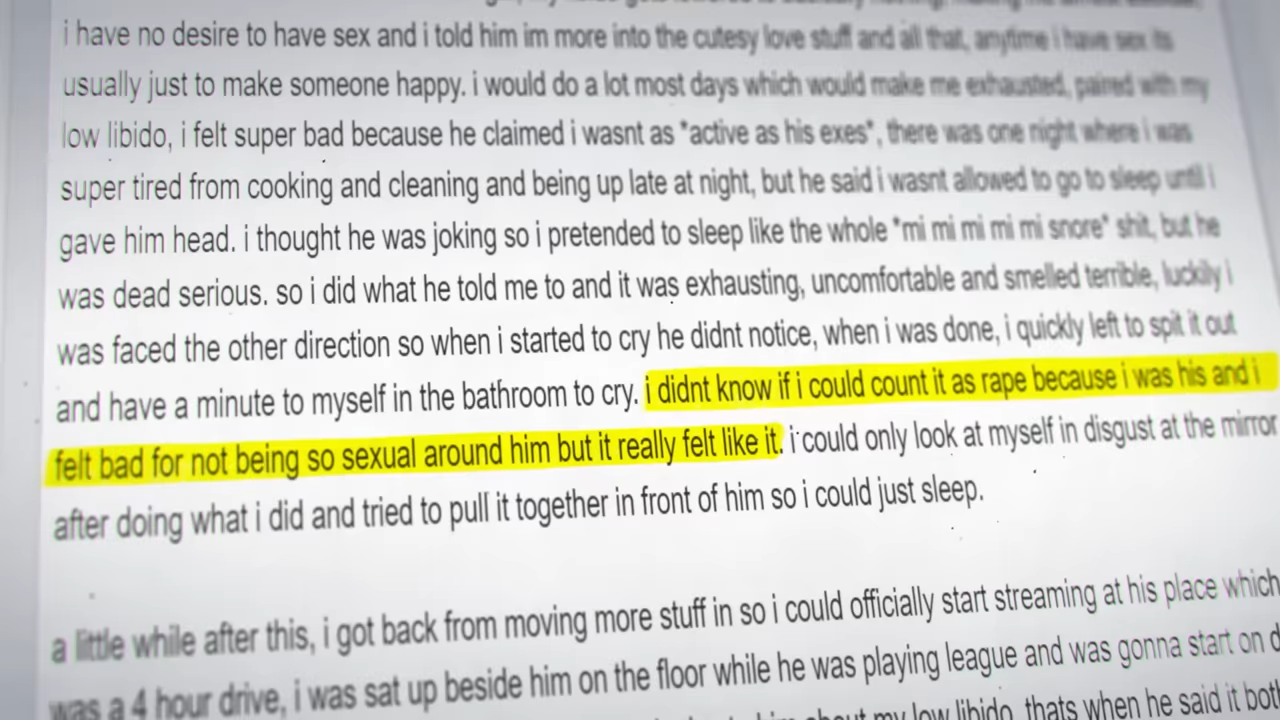 i have no desire to have sex and i told him im more into the cutesy love stuff and all that, anytime i have sex its
usually just to make someone happy. i would do a lot most days which would make me exhausted, paired with my
low libido, i felt super bad because he claimed i wasnt as *active as his exes*, there was one night where i was
super tired from cooking and cleaning and being up late at night, but he said i wasnt allowed to go to sleep until i
gave him head. i thought he was joking so i pretended to sleep like the whole *mi mi mi mi mi snore* shit, but he
was dead serious. so i did what he told me to and it was exhausting, uncomfortable and smelled terrible, luckily i
was faced the other direction so when i started to cry he didnt notice, when i was done, i quickly left to spit it out
and have a minute to myself in the bathroom to cry. i didnt know if i could count it as rape because i was his and i
felt bad for not being so sexual around him but it really felt like it. i could only look at myself in disgust at the mirror
after doing what i did and tried to pull it together in front of him so i could just sleep.
a little while after this, i got back from moving more stuff in so i could officially start streaming at his place which
was a 4 hour drive, i was sat up beside him on the floor while he was playing league and was gonna start on
my low libido, thats when he said it